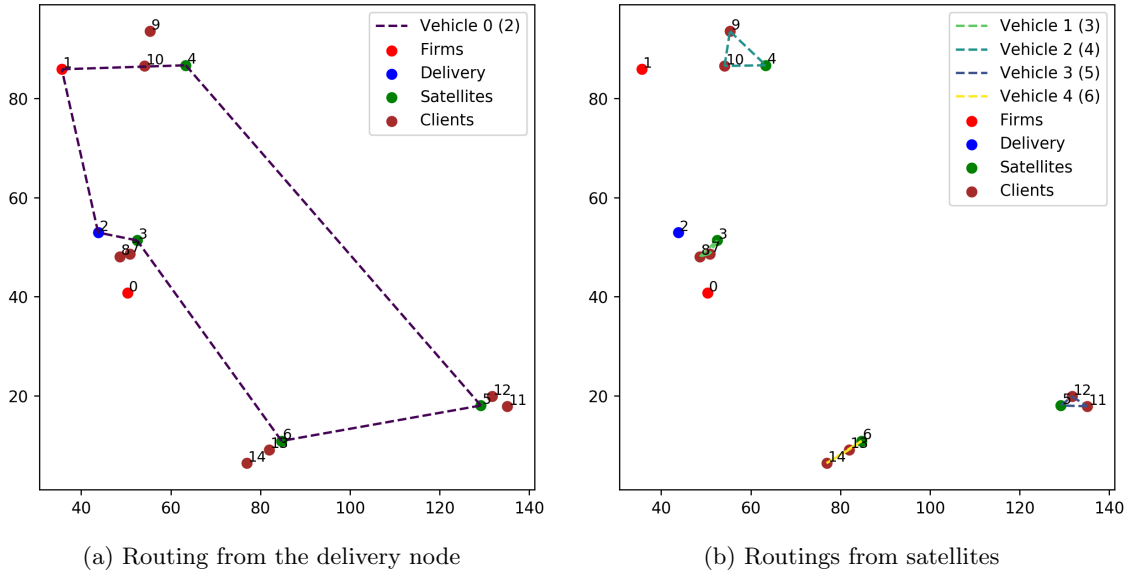 9
1
10
4
2
3
8
7
0
12
5
11
6
13
14
Vehicle 0 (2)
Firms
Delivery
Satellites
Clients
80
60
40
20
40 60 80 100 120 140
(a) Routing from the delivery node
9
1
10
4
2
3
8
7
0
12
5
11
6
13
14
Vehicle 1 (3)
Vehicle 2 (4)
Vehicle 3 (5)
Vehicle 4 (6)
Firms
Delivery
Satellites
Clients
80
60
40
20
40 60 80 100 120 140
(b) Routings from satellites